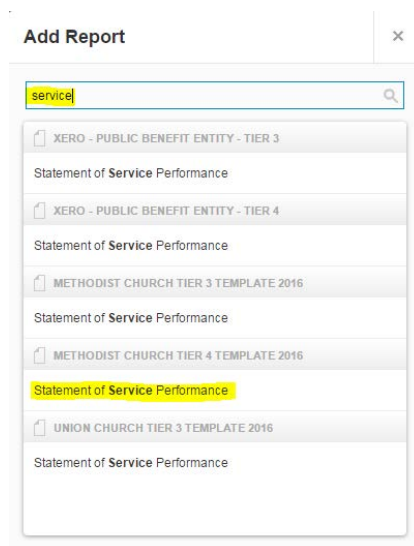 Add Report
service
XERO - PUBLIC BENEFIT ENTITY - TIER 3
Statement of Service Performance
XERO - PUBLIC BENEFIT ENTITY - TIER 4
Statement of Service Performance
METHODIST CHURCH TIER 3 TEMPLATE 2016
Statement of Service Performance
METHODIST CHURCH TIER 4 TEMPLATE 2016
Statement of Service Performance
UNION CHURCH TIER 3 TEMPLATE 2016
Statement of Service Performance